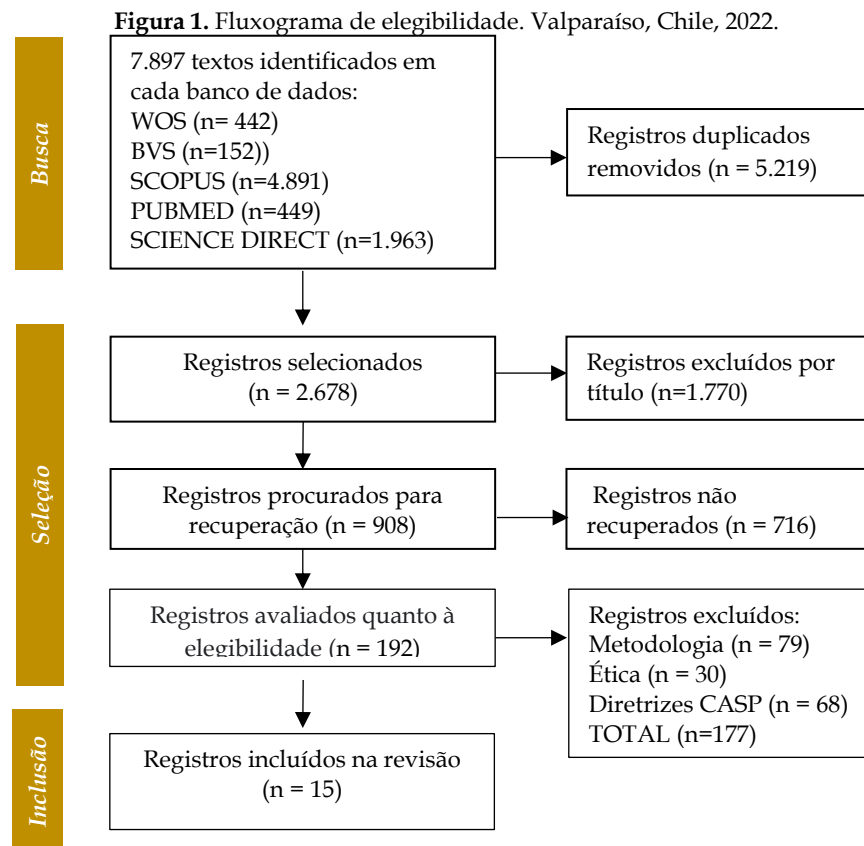 Figura 1. Fluxograma de elegibilidade. Valparaíso, Chile, 2022.
Busca
7.897 textos identificados em
cada banco de dados:
WOS (n= 442)
BVS (n=152))
SCOPUS (n=4.891)
PUBMED (n=449)
SCIENCE DIRECT (n=1.963)
Registros duplicados
removidos (n = 5.219)
Seleção
Registros selecionados
(n = 2.678)
Registros excluídos por
título (n=1.770)
Registros procurados para
recuperação (n = 908)
Registros não
recuperados (n = 716)
Registros avaliados quanto à
elegibilidade (n = 192)
Registros excluídos:
Metodologia (n = 79)
Ética (n = 30)
Diretrizes CASP (n = 68)
TOTAL (n=177)
Inclusão
Registros incluídos na revisão
(n = 15)